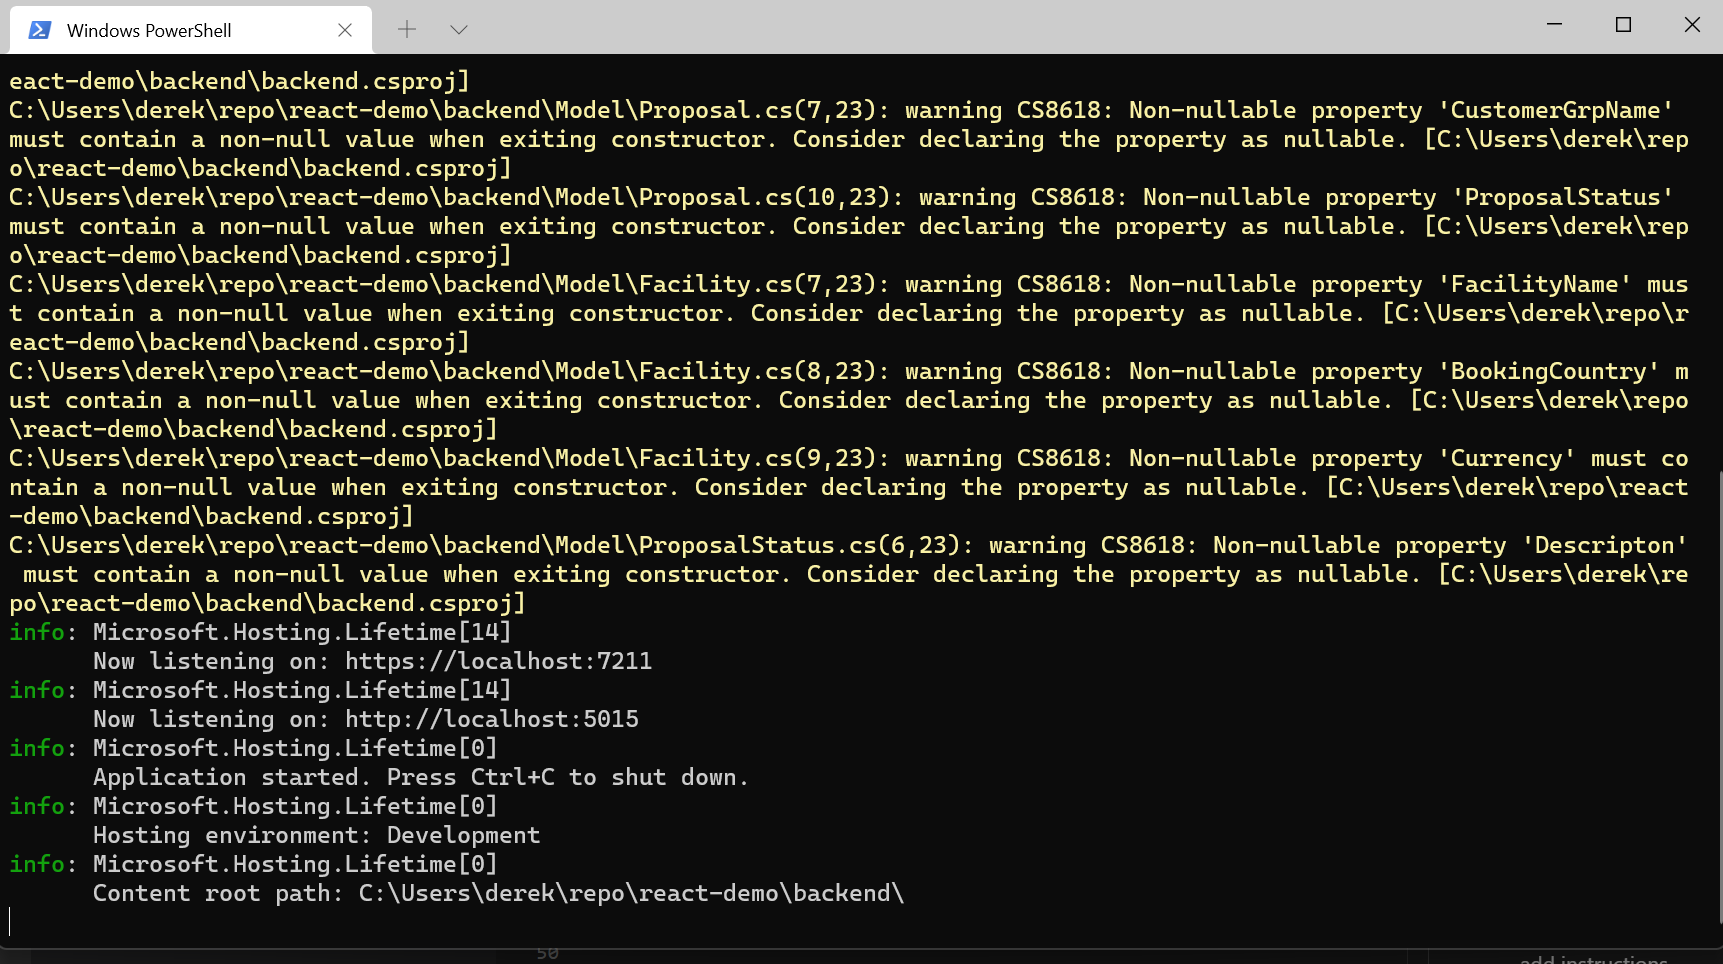 Windows PowerShell
eact-demo\backend\backend.csproj]
C:\Users\derek\repo\react-demo\backend\Model\Proposal.cs(7,23): warning CS8618: Non-nullable property 'CustomerGrpName'
must contain a non-null value when exiting constructor. Consider declaring the property as nullable. [C:\Users\derek\rep
o\react-demo\backend\backend.csproj]
C:\Users\derek\repo\react-demo\backend\Model\Proposal.cs(10,23): warning CS8618: Non-nullable property 'ProposalStatus'
must contain a non-null value when exiting constructor. Consider declaring the property as nullable. [C:\Users\derek\rep
o\react-demo\backend\backend.csproj]
C:\Users\derek\repo\react-demo\backend\Model\Facility.cs(7,23): warning CS8618: Non-nullable property 'FacilityName' mus
t contain a non-null value when exiting constructor. Consider declaring the property as nullable. [C:\Users\derek\repo\r
eact-demo\backend\backend.csproj]
C:\Users\derek\repo\react-demo\backend\Model\Facility.cs(8,23): warning CS8618: Non-nullable property 'BookingCountry' m
ust contain a non-null value when exiting constructor. Consider declaring the property as nullable. [C:\Users\derek\repo
\react-demo\backend\backend.csproj]
C:\Users\derek\repo\react-demo\backend\Model\Facility.cs(9,23): warning CS8618: Non-nullable property 'Currency' must co
ntain a non-null value when exiting constructor. Consider declaring the property as nullable. [C:\Users\derek\repo\react
-demo\backend\backend.csproj]
C:\Users\derek\repo\react-demo\backend\Model\ProposalStatus.cs(6,23): warning CS8618: Non-nullable property 'Descripton'
 must contain a non-null value when exiting constructor. Consider declaring the property as nullable. [C:\Users\derek\re
po\react-demo\backend\backend.csproj]
info: Microsoft.Hosting.Lifetime[14]
      Now listening on: https://localhost:7211
info: Microsoft.Hosting.Lifetime[14]
      Now listening on: http://localhost:5015
info: Microsoft.Hosting.Lifetime[0]
      Application started. Press Ctrl+C to shut down.
info: Microsoft.Hosting.Lifetime[0]
      Hosting environment: Development
info: Microsoft.Hosting.Lifetime[0]
      Content root path: C:\Users\derek\repo\react-demo\backend\
50
add instructions